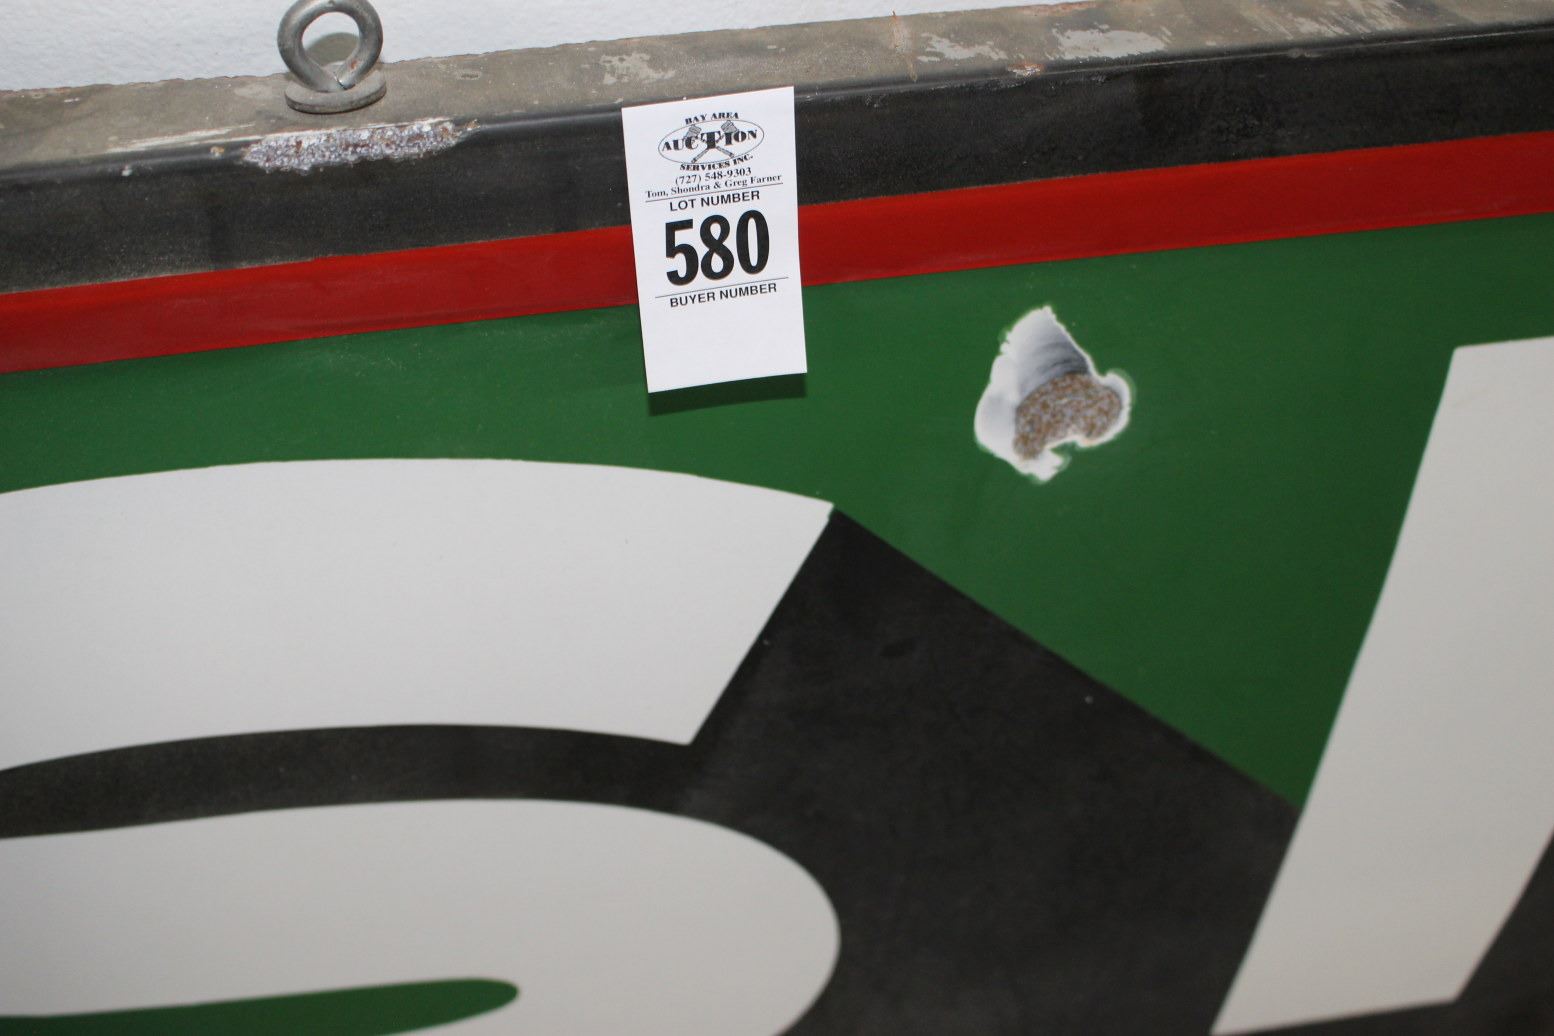 BAY AREA
AUCTION
SERVICES INC.
(727) 548-9303
Tom, Shondra & Greg Farner
LOT NUMBER
580
BUYER NUMBER